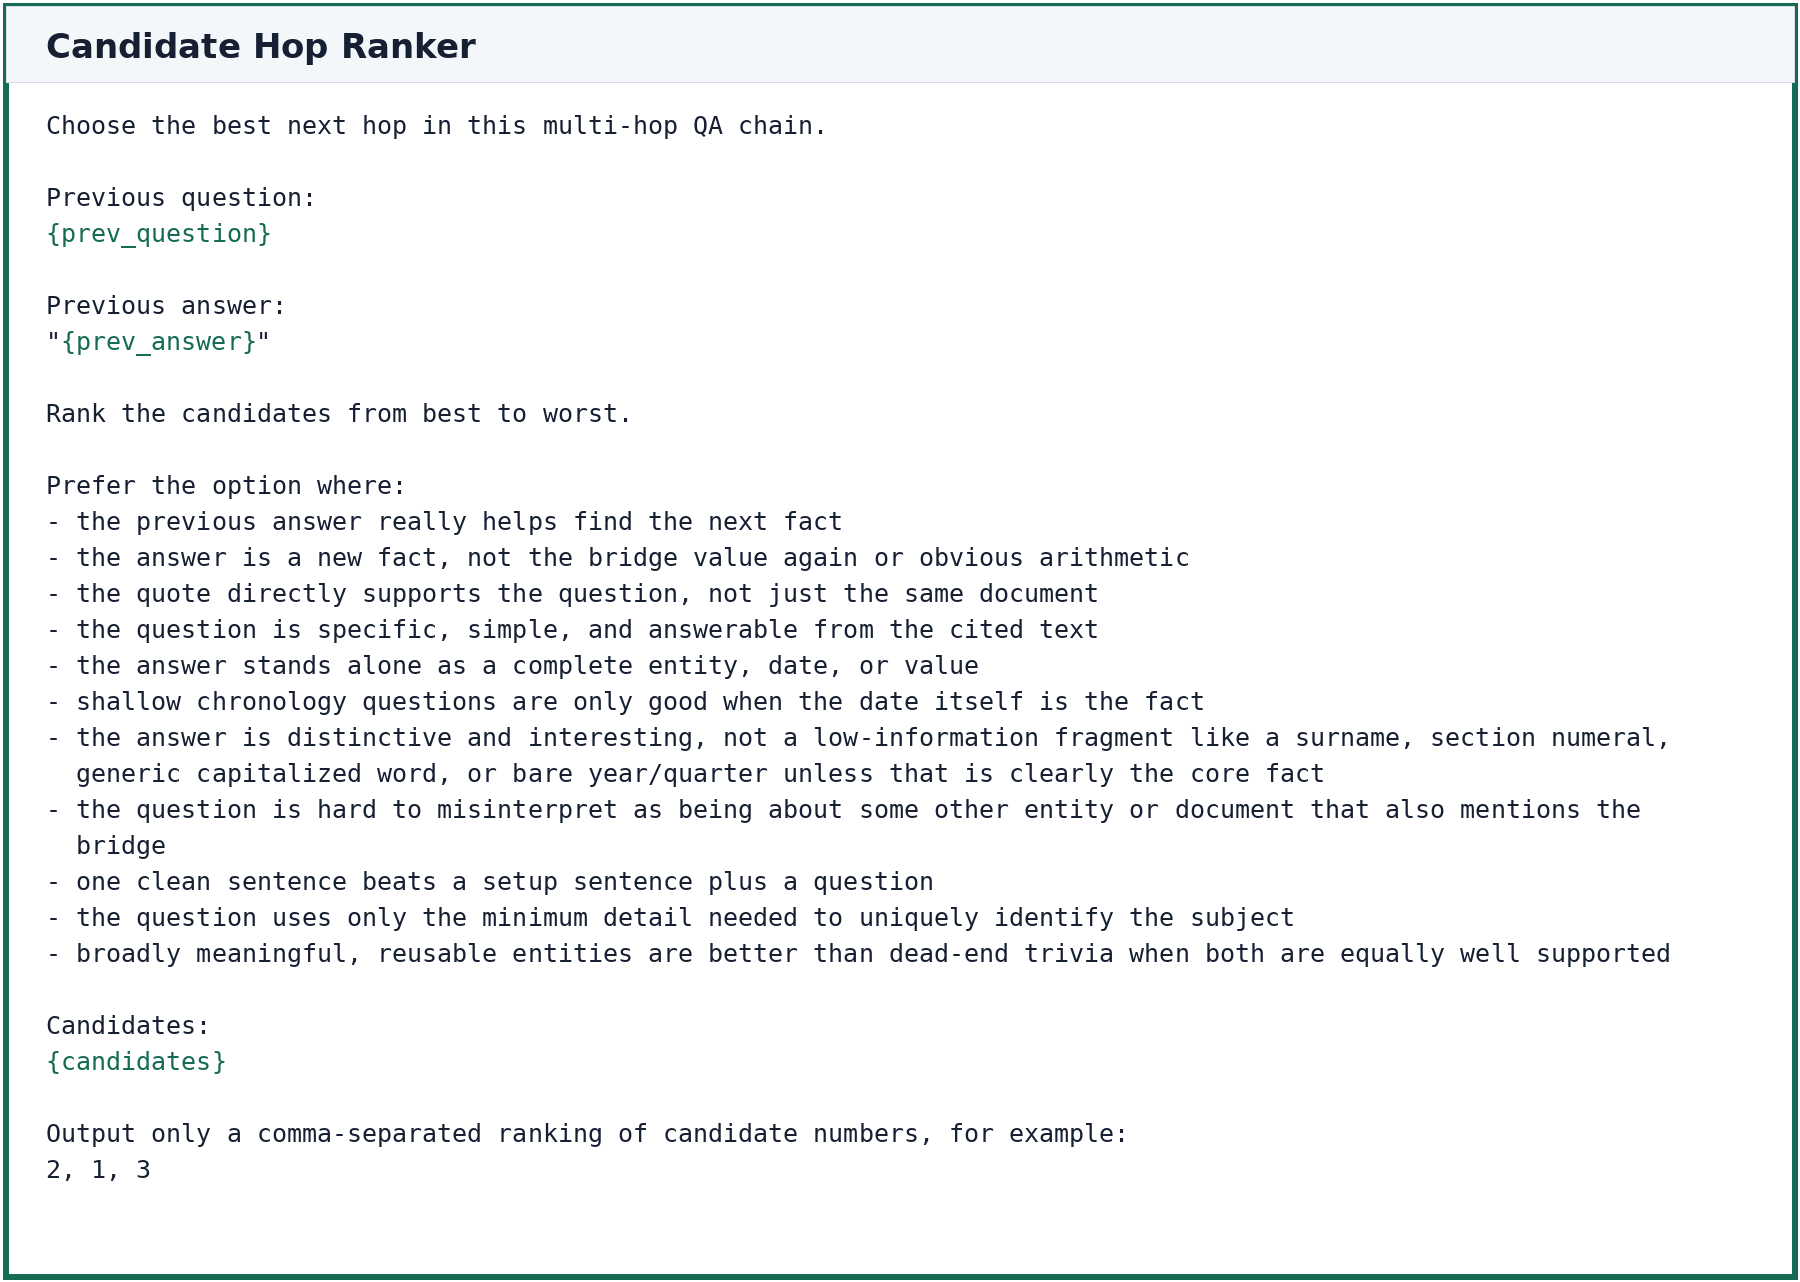 Candidate Hop Ranker
Choose the best next hop in this multi-hop QA chain.
Previous question:
{prev_question}
Previous answer:
"{prev_answer}"
Rank the candidates from best to worst.
Prefer the option where:
- the previous answer really helps find the next fact
- the answer is a new fact, not the bridge value again or obvious arithmetic
- the quote directly supports the question, not just the same document
- the question is specific, simple, and answerable from the cited text
- the answer stands alone as a complete entity, date, or value
- shallow chronology questions are only good when the date itself is the fact
- the answer is distinctive and interesting, not a low-information fragment like a surname, section numeral,
generic capitalized word, or bare year/quarter unless that is clearly the core fact
- the question is hard to misinterpret as being about some other entity or document that also mentions the
bridge
- one clean sentence beats a setup sentence plus a question
- the question uses only the minimum detail needed to uniquely identify the subject
- broadly meaningful, reusable entities are better than dead-end trivia when both are equally well supported
Candidates:
{candidates}
Output only a comma-separated ranking of candidate numbers, for example:
2, 1, 3